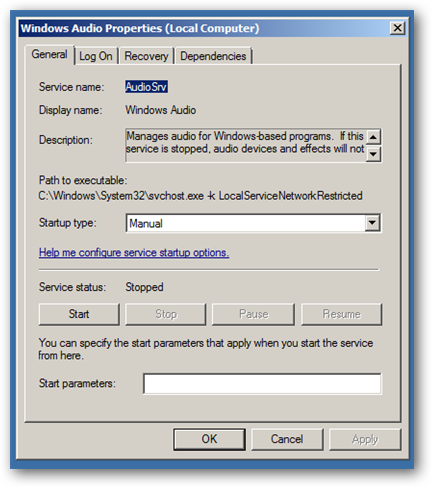 Windows Audio Properties (Local Computer)
General Log On Recovery Dependencies
Service name: AudioSrv
Display name: Windows Audio
Description: Manages audio for Windows-based programs. If this
service is stopped, audio devices and effects will not
Path to executable:
C:\Windows\System32\svchost.exe -k LocalServiceNetworkRestricted
Startup type: Manual
Help me configure service startup options.
Service status: Stopped
Start Stop Pause Resume
You can specify the start parameters that apply when you start the service
from here.
Start parameters:
OK Cancel Apply